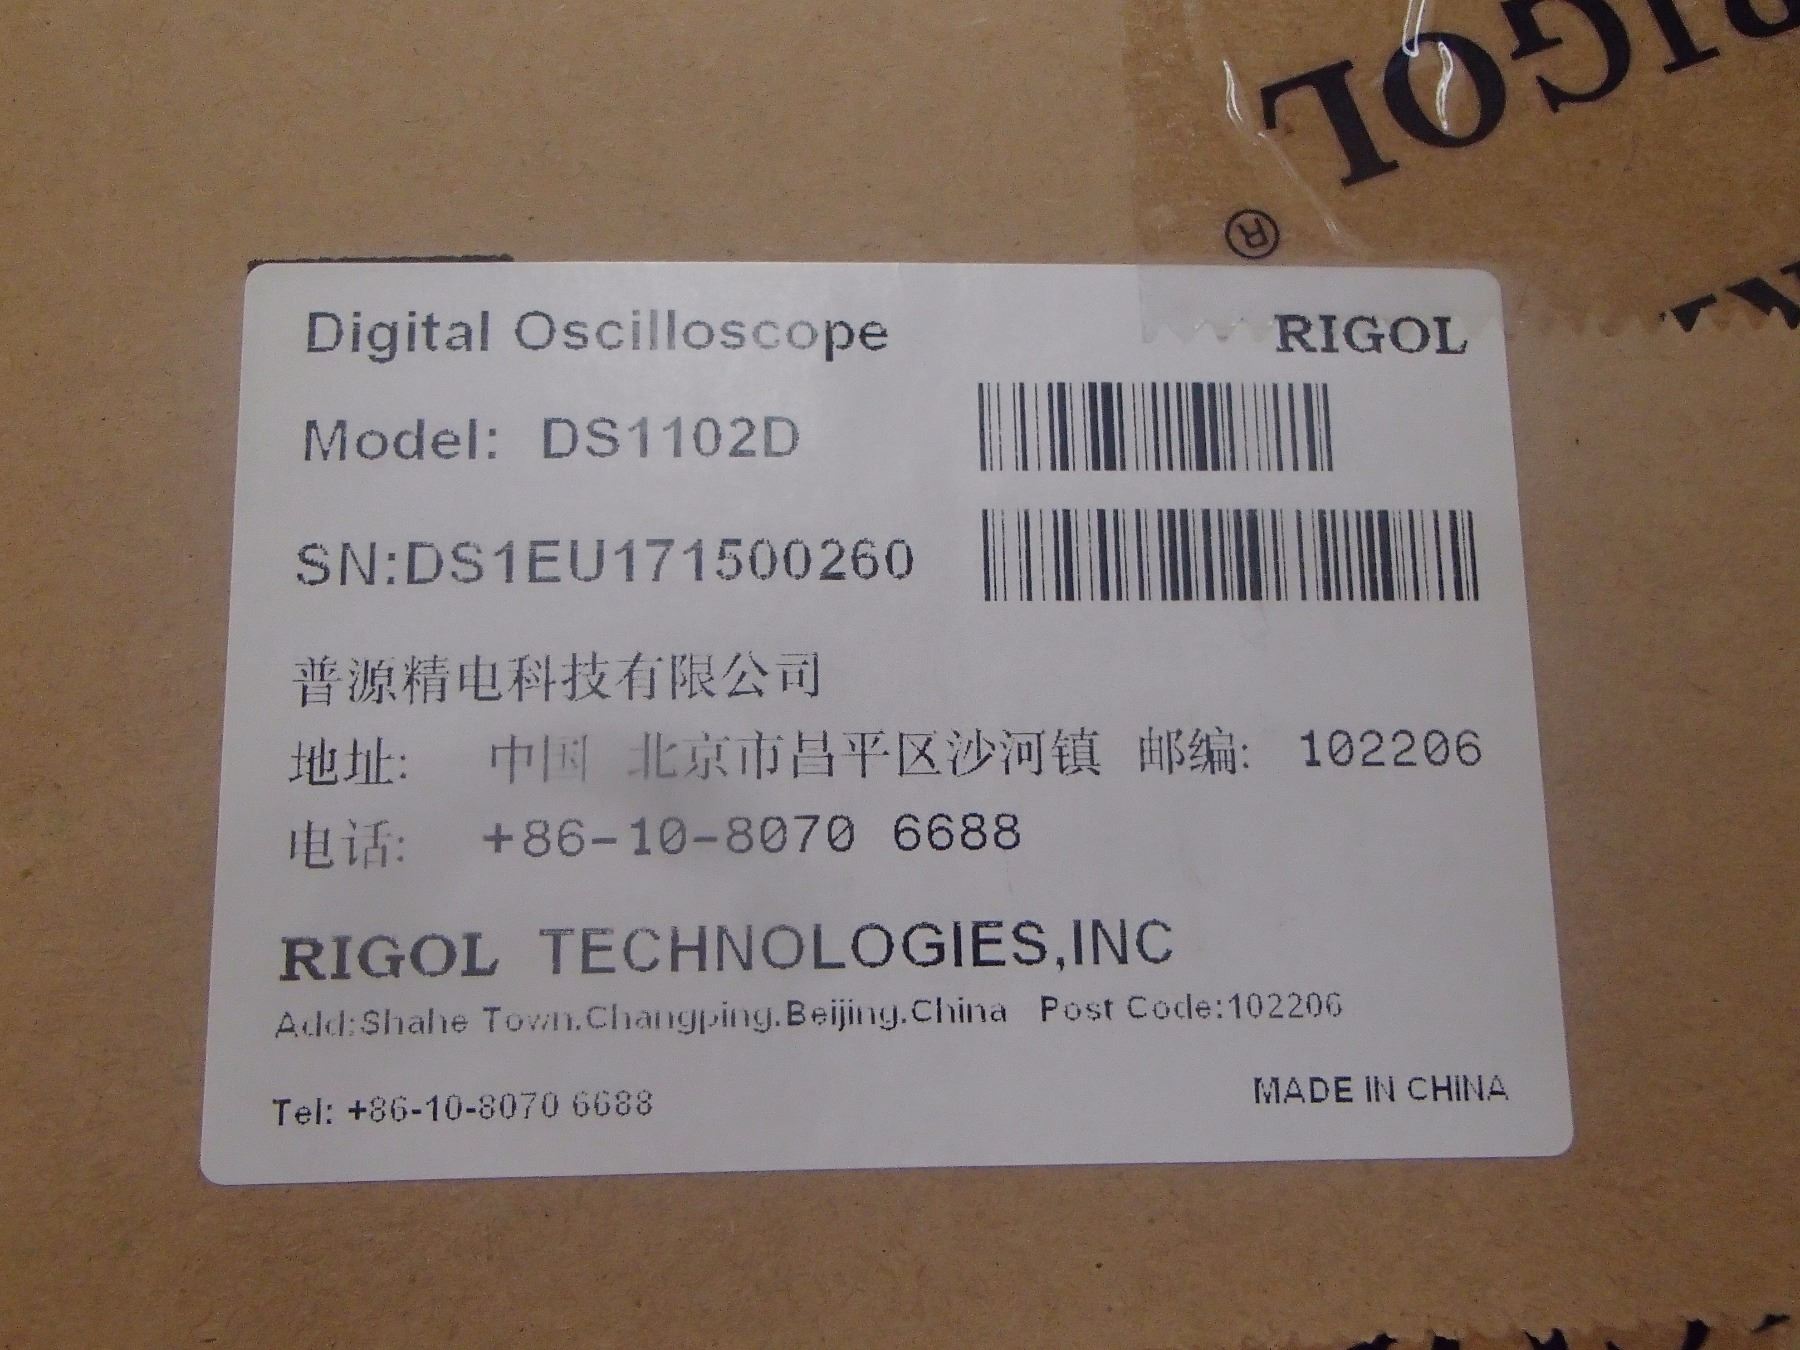 RIGOL
®
Digital Oscilloscope RIGOL
Model: DS1102D
SN:DS1EU171500260
普源精电科技有限公司
地址: 中国 北京市昌平区沙河镇 邮编: 102206
电话: +86-10-8070 6688
RIGOL TECHNOLOGIES,INC
Add:Shahe Town.Changping.Beijing.China Post Code:102206
Tel: +86-10-8070 6688
MADE IN CHINA